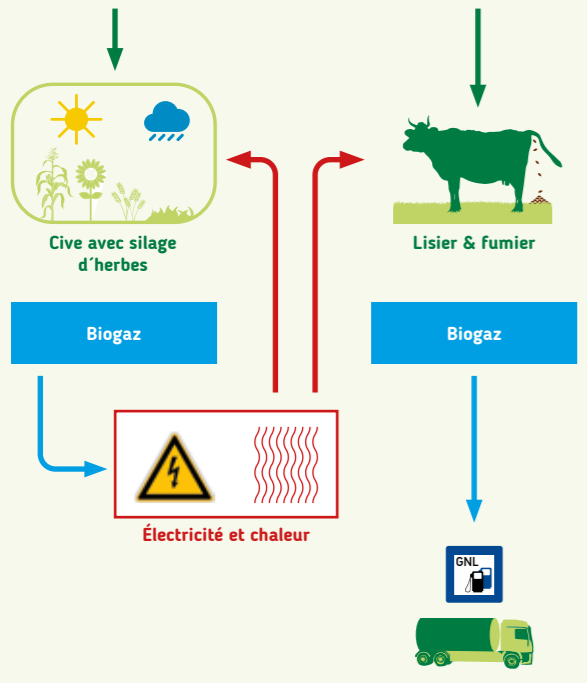 Cive avec silage
d´herbes
Lisier & fumier
Biogaz
Biogaz
Électricité et chaleur
GNL